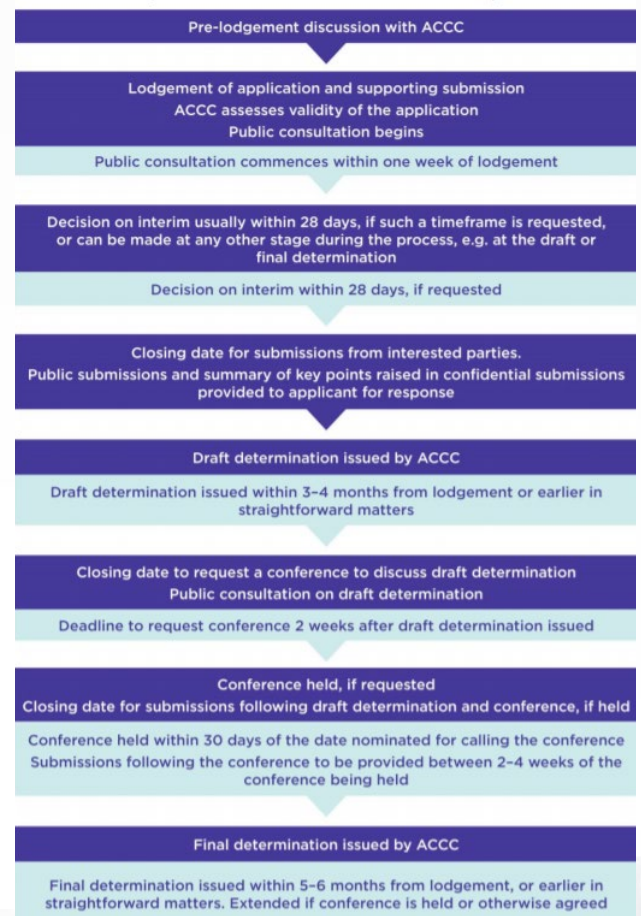 Pre-lodgement discussion with ACCC
Lodgement of application and supporting submission
ACCC assesses validity of the application
Public consultation begins
Public consultation commences within one week of lodgement
Decision on interim usually within 28 days, if such a timeframe is requested,
or can be made at any other stage during the process, e.g. at the draft or
final determination
Decision on interim within 28 days, if requested
Closing date for submissions from interested parties.
Public submissions and summary of key points raised in confidential submissions
provided to applicant for response
Draft determination issued by ACCC
Draft determination issued within 3–4 months from lodgement or earlier in
straightforward matters
Closing date to request a conference to discuss draft determination
Public consultation on draft determination
Deadline to request conference 2 weeks after draft determination issued
Conference held, if requested
Closing date for submissions following draft determination and conference, if held
Conference held within 30 days of the date nominated for calling the conference
Submissions following the conference to be provided between 2–4 weeks of the
conference being held
Final determination issued by ACCC
Final determination issued within 5–6 months from lodgement, or earlier in
straightforward matters. Extended if conference is held or otherwise agreed